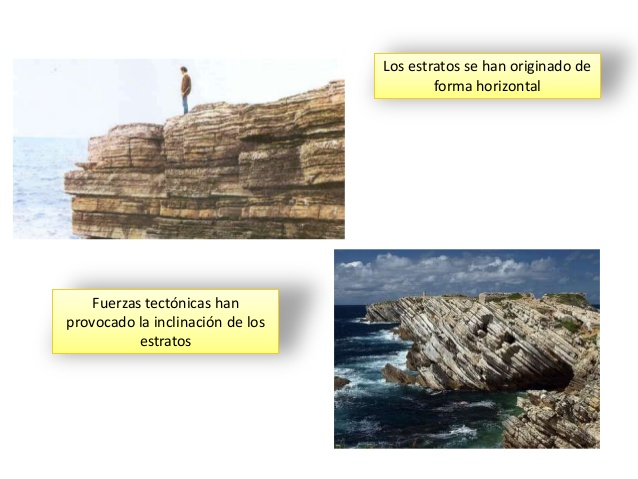 Los estratos se han originado de
forma horizontal
Fuerzas tectónicas han
provocado la inclinación de los
estratos